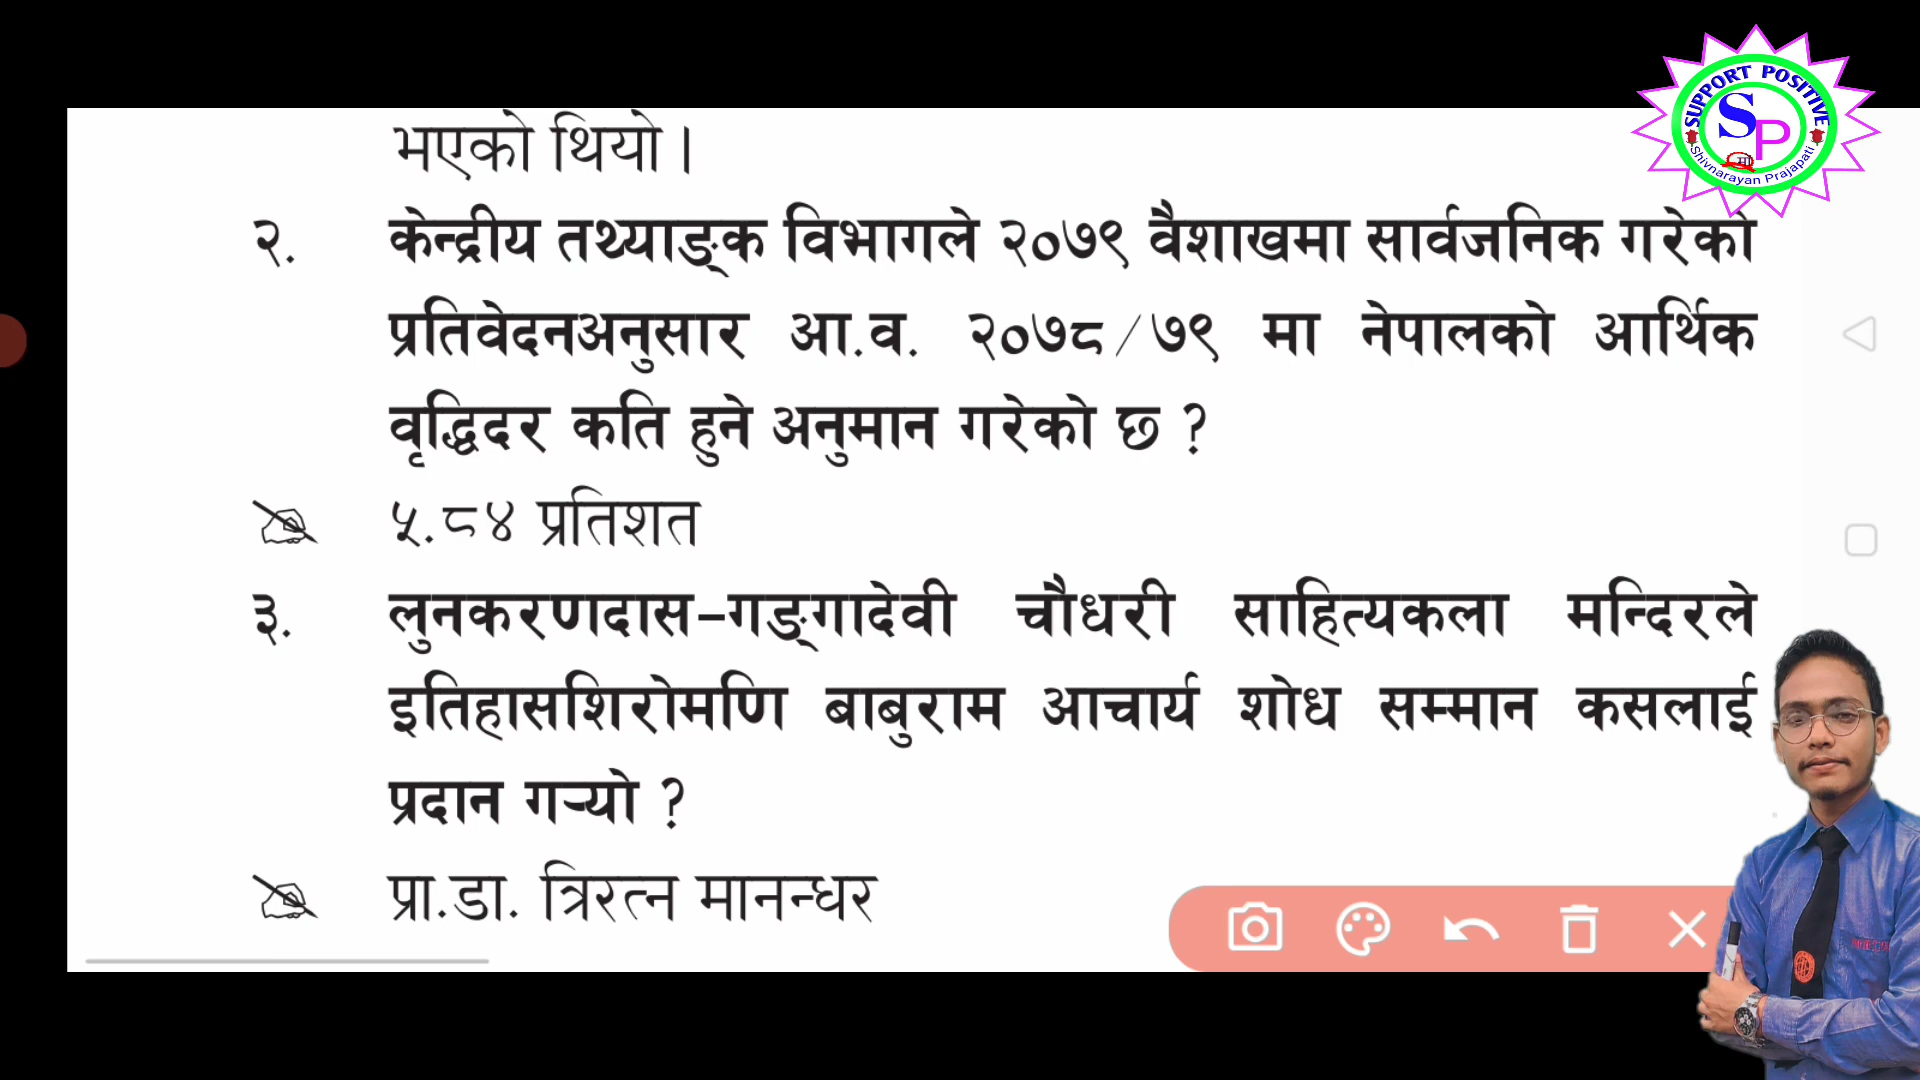 भएको थियो।
२. केन्द्रीय तथ्याङ्क विभागले २०७९ वैशाखमा सार्वजनिक गरेको
प्रतिवेदनअनुसार आ.व. २०७८/७९ मा नेपालको आर्थिक
वृद्धिदर कति हुने अनुमान गरेको छ ?
५.८४ प्रतिशत
३. लुनकरणदास-गङ्गादेवी चौधरी साहित्यकला मन्दिरले
इतिहासशिरोमणि बाबुराम आचार्य शोध सम्मान कसलाई
प्रदान गऱ्यो ?
प्रा.डा. त्रिरत्न मानन्धर
SUPPORT POSITIVE
SP
Shivnarayan Prajapati